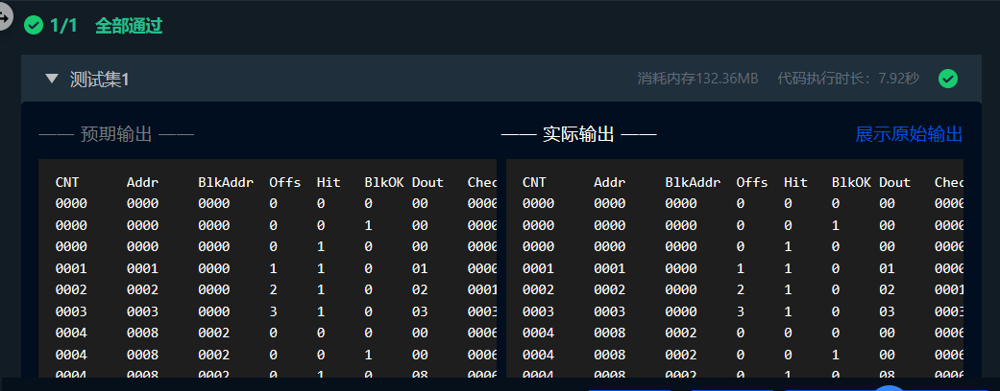 1/1 全部通过
测试集1 消耗内存132.36MB 代码执行时长：7.92秒
—— 预期输出 —— —— 实际输出 —— 展示原始输出
CNT Addr BlkAddr Offs Hit BlkOK Dout Chec CNT Addr BlkAddr Offs Hit BlkOK Dout Chec
0000 0000 0000 0 0 0 00 0000 0000 0000 0000 0 0 0 00 0000
0000 0000 0000 0 0 1 00 0000 0000 0000 0000 0 0 1 00 0000
0000 0000 0000 0 1 0 00 0000 0000 0000 0000 0 1 0 00 0000
0001 0001 0000 1 1 0 01 0000 0001 0001 0000 1 1 0 01 0000
0002 0002 0000 2 1 0 02 0001 0002 0002 0000 2 1 0 02 0001
0003 0003 0000 3 1 0 03 0003 0003 0003 0000 3 1 0 03 0003
0004 0008 0002 0 0 0 00 0006 0004 0008 0002 0 0 0 00 0006
0004 0008 0002 0 0 1 00 0006 0004 0008 0002 0 0 1 00 0006
0004 0008 0002 0 1 0 08 0006 0004 0008 0002 0 1 0 08 0006